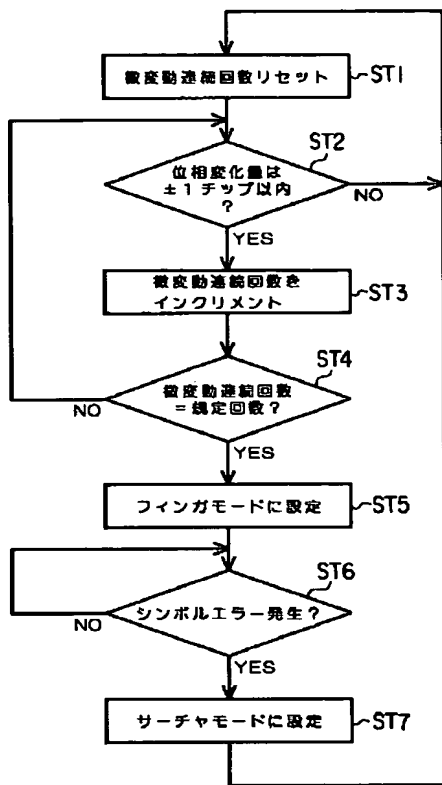 微変動連続回数リセット
ST1
ST2
位相変化量は
±1チップ以内
?
NO
YES
微変動連続回数を
インクリメント
ST3
ST4
微変動連続回数
=規定回数?
NO
YES
フィンガモードに設定
ST5
ST6
シンボルエラー発生?
NO
YES
サーチャモードに設定
ST7